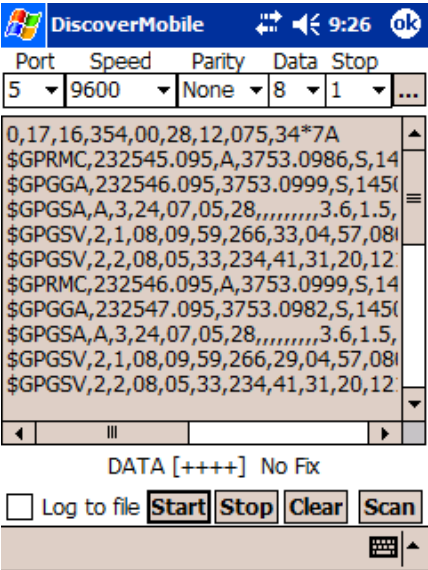 DiscoverMobile 9:26 ok
Port Speed Parity Data Stop
5 9600 None 8 1 ...
0,17,16,354,00,28,12,075,34*7A
$GPRMC,232545.095,A,3753.0986,S,14
$GPGGA,232546.095,3753.0999,S,1450
$GPGSA,A,3,24,07,05,28,,,,,,,,,3.6,1.5,
$GPGSV,2,1,08,09,59,266,33,04,57,080
$GPGSV,2,2,08,05,33,234,41,31,20,12
$GPRMC,232546.095,A,3753.0999,S,14
$GPGGA,232547.095,3753.0982,S,1450
$GPGSA,A,3,24,07,05,28,,,,,,,,,3.6,1.5,
$GPGSV,2,1,08,09,59,266,29,04,57,080
$GPGSV,2,2,08,05,33,234,41,31,20,12
DATA [++++] No Fix
Log to file Start Stop Clear Scan